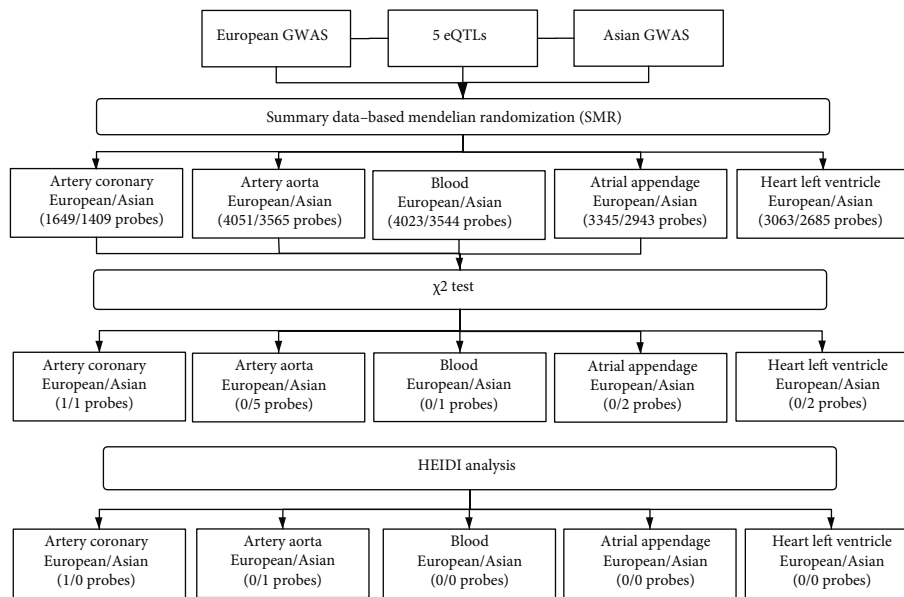 European GWAS
5 eQTLs
Asian GWAS
Summary data–based mendelian randomization (SMR)
Artery coronary
European/Asian
(1649/1409 probes)
Artery aorta
European/Asian
(4051/3565 probes)
Blood
European/Asian
(4023/3544 probes)
Atrial appendage
European/Asian
(3345/2943 probes)
Heart left ventricle
European/Asian
(3063/2685 probes)
χ2 test
Artery coronary
European/Asian
(1/1 probes)
Artery aorta
European/Asian
(0/5 probes)
Blood
European/Asian
(0/1 probes)
Atrial appendage
European/Asian
(0/2 probes)
Heart left ventricle
European/Asian
(0/2 probes)
HEIDI analysis
Artery coronary
European/Asian
(1/0 probes)
Artery aorta
European/Asian
(0/1 probes)
Blood
European/Asian
(0/0 probes)
Atrial appendage
European/Asian
(0/0 probes)
Heart left ventricle
European/Asian
(0/0 probes)